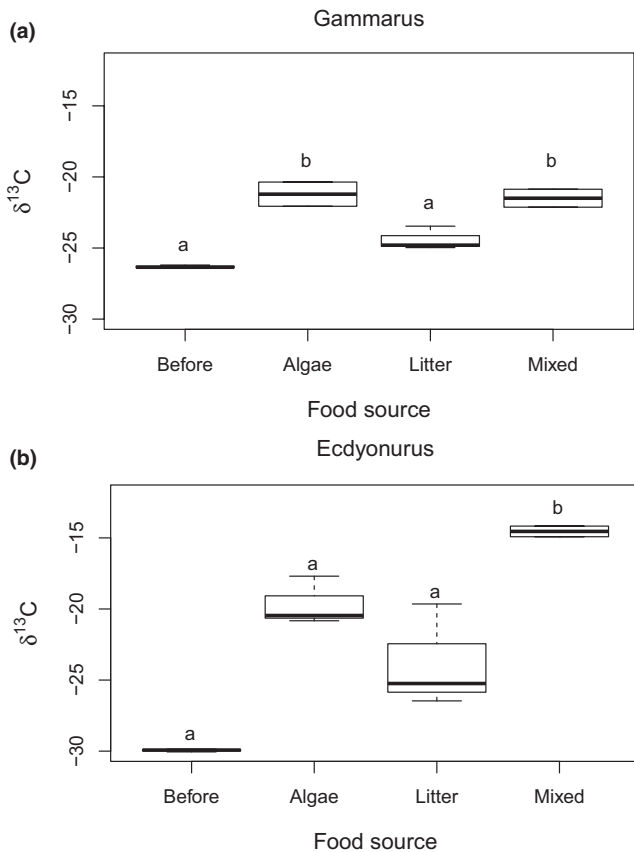 (a)
Gammarus
δ13C
−15
−20
−25
−30
a
b
a
b
Before Algae Litter Mixed
Food source
(b)
Ecdyonurus
δ13C
−15
−20
−25
−30
a
a
a
b
Before Algae Litter Mixed
Food source